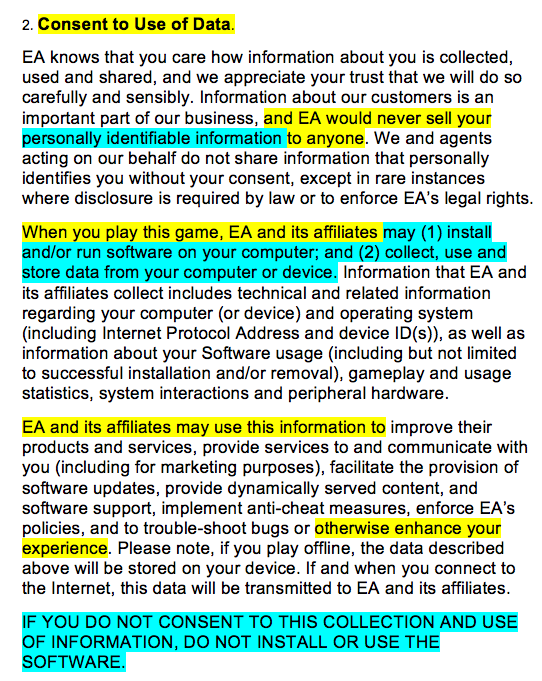 2. Consent to Use of Data.
EA knows that you care how information about you is collected,
used and shared, and we appreciate your trust that we will do so
carefully and sensibly. Information about our customers is an
important part of our business, and EA would never sell your
personally identifiable information to anyone. We and agents
acting on our behalf do not share information that personally
identifies you without your consent, except in rare instances
where disclosure is required by law or to enforce EA's legal rights.
When you play this game, EA and its affiliates may (1) install
and/or run software on your computer; and (2) collect, use and
store data from your computer or device. Information that EA and
its affiliates collect includes technical and related information
regarding your computer (or device) and operating system
(including Internet Protocol Address and device ID(s)), as well as
information about your Software usage (including but not limited
to successful installation and/or removal), gameplay and usage
statistics, system interactions and peripheral hardware.
EA and its affiliates may use this information to improve their
products and services, provide services to and communicate with
you (including for marketing purposes), facilitate the provision of
software updates, provide dynamically served content, and
software support, implement anti-cheat measures, enforce EA's
policies, and to trouble-shoot bugs or otherwise enhance your
experience. Please note, if you play offline, the data described
above will be stored on your device. If and when you connect to
the Internet, this data will be transmitted to EA and its affiliates.
IF YOU DO NOT CONSENT TO THIS COLLECTION AND USE
OF INFORMATION, DO NOT INSTALL OR USE THE
SOFTWARE.